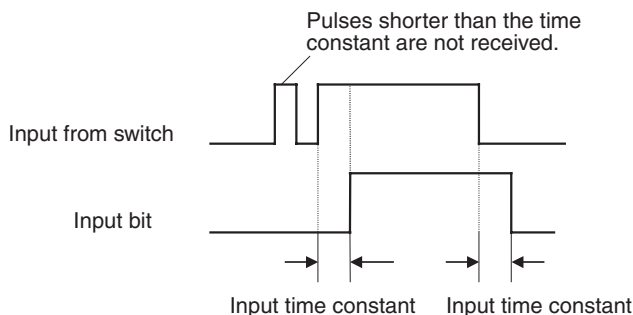 Pulses shorter than the time
constant are not received.
Input from switch
Input bit
Input time constant
Input time constant